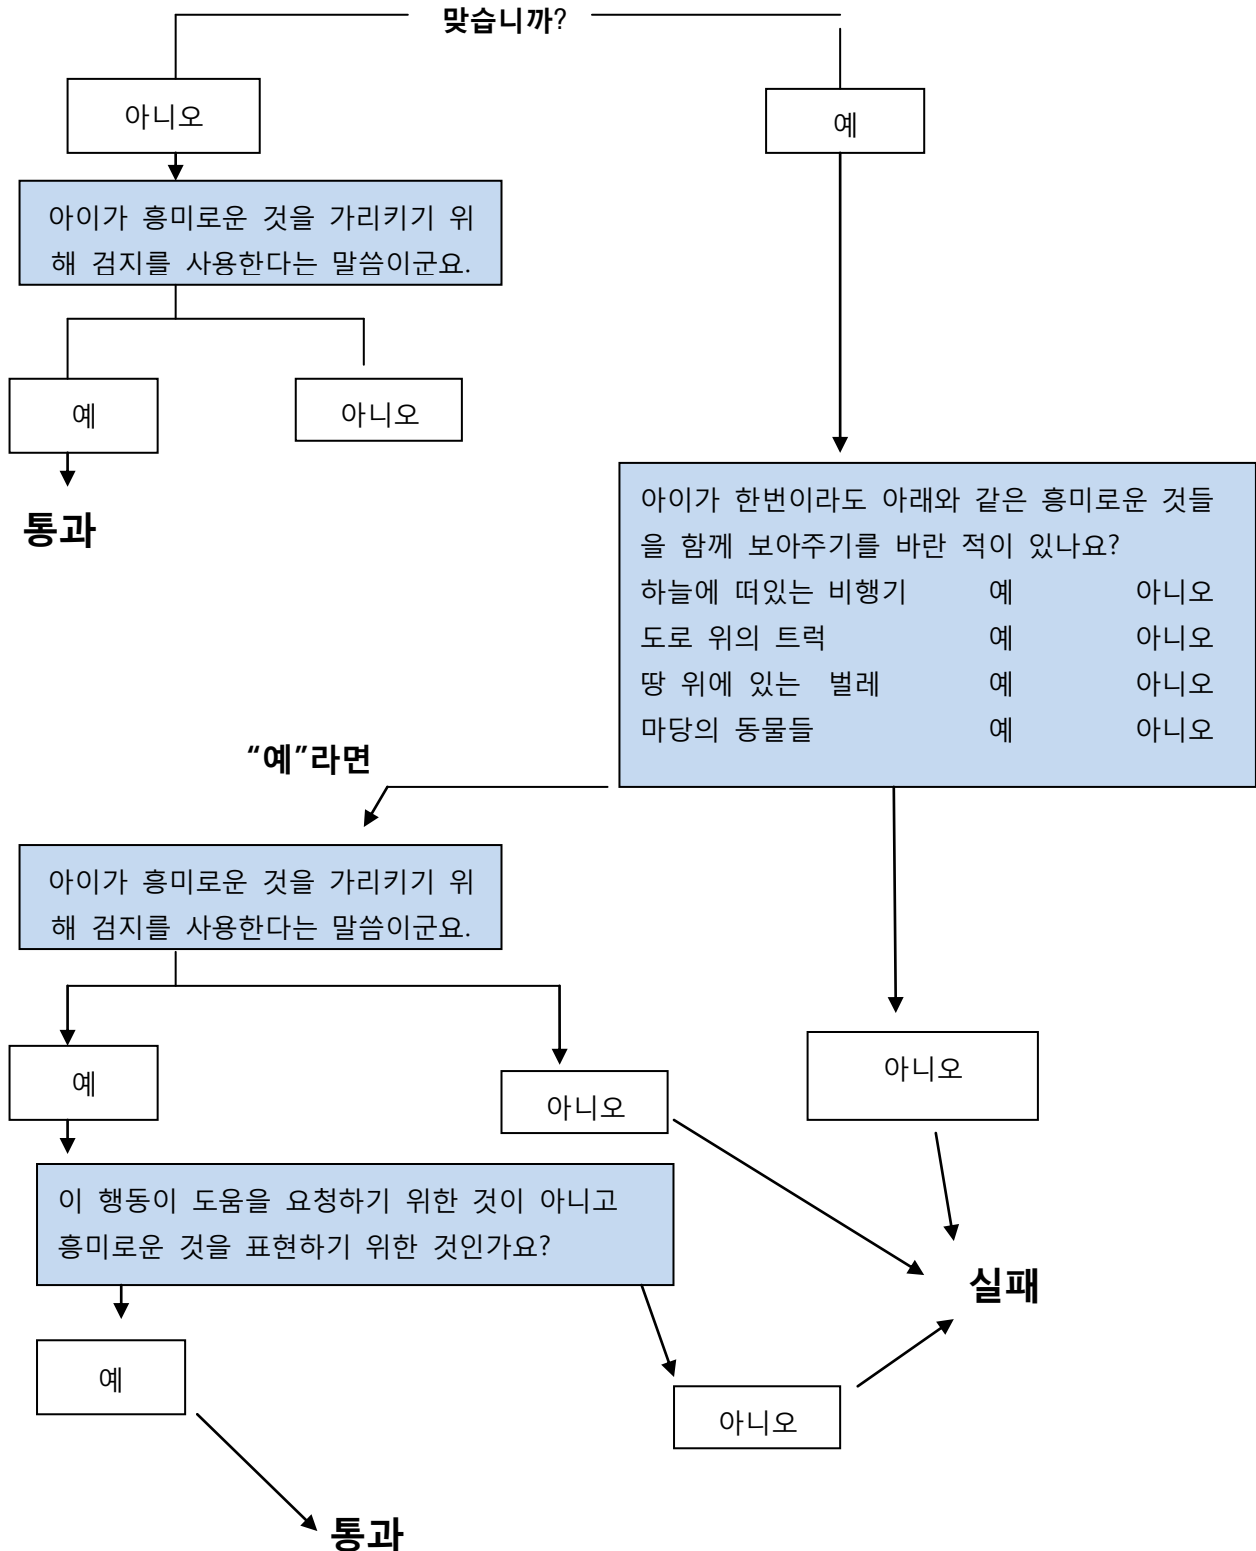 맞습니까?
아니오
예
아이가 흥미로운 것을 가리키기 위
해 검지를 사용한다는 말씀이군요.
예
아니오
통과
아이가 한번이라도 아래와 같은 흥미로운 것들
을 함께 보아주기를 바란 적이 있나요?
하늘에 떠있는 비행기 예 아니오
도로 위의 트럭 예 아니오
땅 위에 있는 벌레 예 아니오
마당의 동물들 예 아니오
“예”라면
아이가 흥미로운 것을 가리키기 위
해 검지를 사용한다는 말씀이군요.
예
아니오
아니오
이 행동이 도움을 요청하기 위한 것이 아니고
흥미로운 것을 표현하기 위한 것인가요?
실패
예
아니오
통과